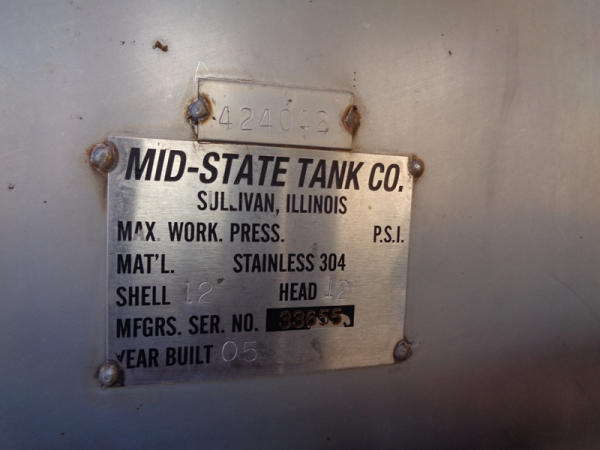 MID-STATE TANK CO.
SULLIVAN, ILLINOIS
MAX. WORK. PRESS. P.S.I.
MAT'L. STAINLESS 304
SHELL 12 HEAD 12
MFGRS. SER. NO. 33655
YEAR BUILT 05